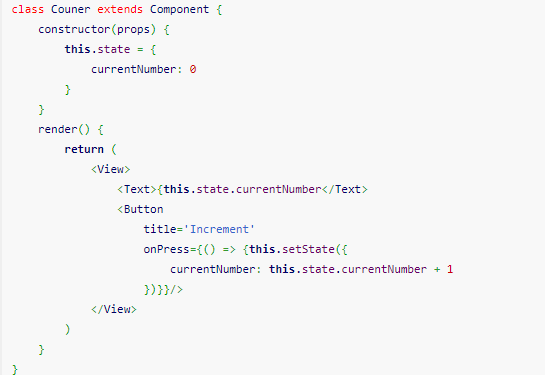 class Couner extends Component {
    constructor(props) {
        this.state = {
            currentNumber: 0
        }
    }
    render() {
        return (
            <View>
                <Text>{this.state.currentNumber</Text>
                <Button
                    title='Increment'
                    onPress={() => {this.setState({
                        currentNumber: this.state.currentNumber + 1
                    })}}/>
            </View>
        )
    }
}